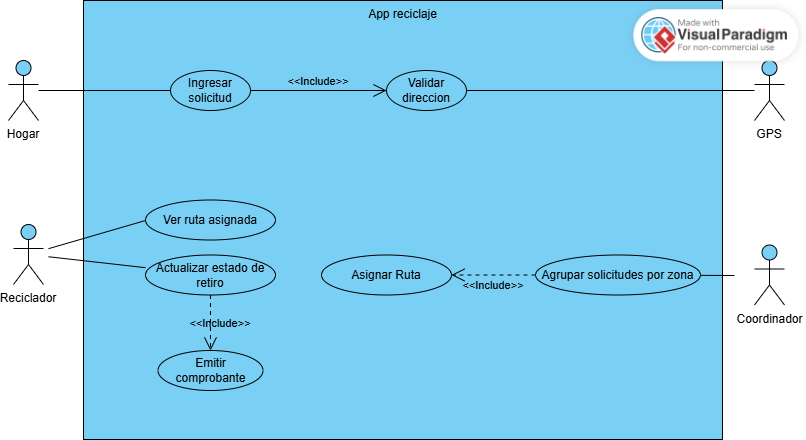 App reciclaje
Made with
Visual Paradigm
For non-commercial use
Ingresar
solicitud
<<Include>>
Validar
direccion
Hogar
GPS
Ver ruta asignada
Actualizar estado de
retiro
Asignar Ruta
Agrupar solicitudes por zona
<<Include>>
Reciclador
Coordinador
<<Include>>
Emitir
comprobante